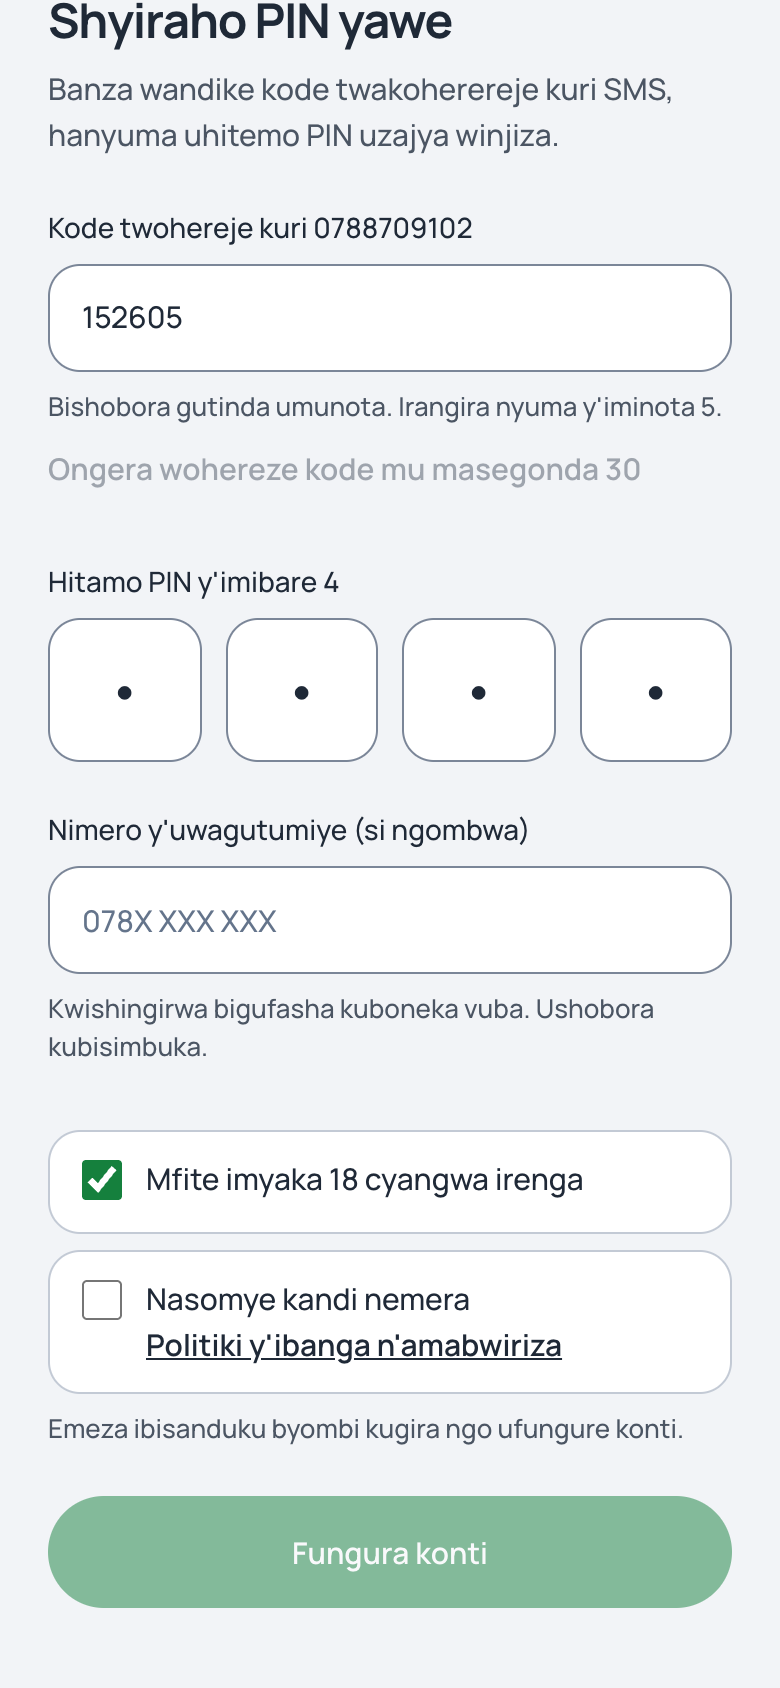 Shyiraho PIN yawe
Banza wandike kode twakoherereje kuri SMS,
hanyuma uhitemo PIN uzajya winjiza.
Kode twohereje kuri 0788709102
152605
Bishobora gutinda umunota. Irangira nyuma y'iminota 5.
Ongera wohereze kode mu masegonda 30
Hitamo PIN y'imibare 4
Nimero y'uwagutumiye (si ngombwa)
078X XXX XXX
Kwishingirwa bigufasha kuboneka vuba. Ushobora
kubisimbuka.
Mfite imyaka 18 cyangwa irenga
Nasomye kandi nemera
Politiki y'ibanga n'amabwiriza
Emeza ibisanduku byombi kugira ngo ufungure konti.
Fungura konti